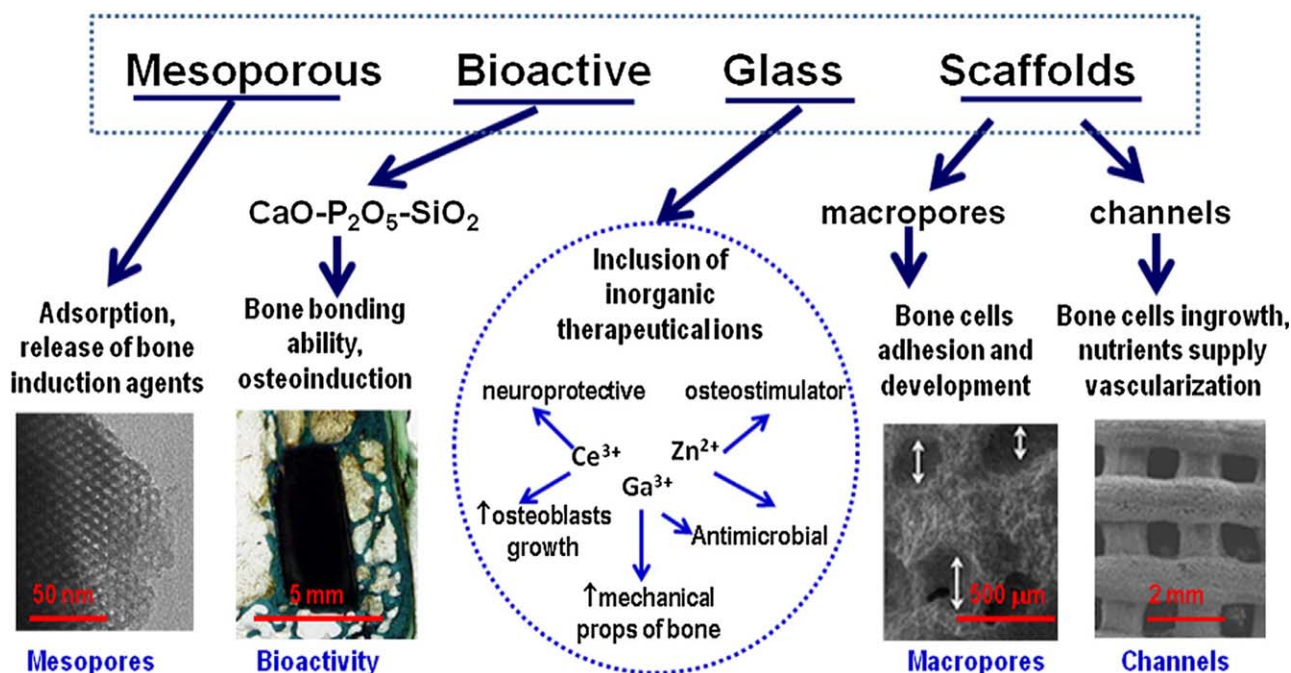 Mesoporous Bioactive Glass Scaffolds
CaO-P₂O₅-SiO₂
macropores
channels
Adsorption,
release of bone
induction agents
Bone bonding
ability,
osteoinduction
Inclusion of
inorganic
therapeutical ions
Bone cells
adhesion and
development
Bone cells ingrowth,
nutrients supply
vascularization
neuroprotective
osteostimulator
Ce³⁺
Zn²⁺
Ga³⁺
↑osteoblasts
growth
Antimicrobial
↑mechanical
props of bone
50 nm
5 mm
500 μm
2 mm
Mesopores
Bioactivity
Macropores
Channels